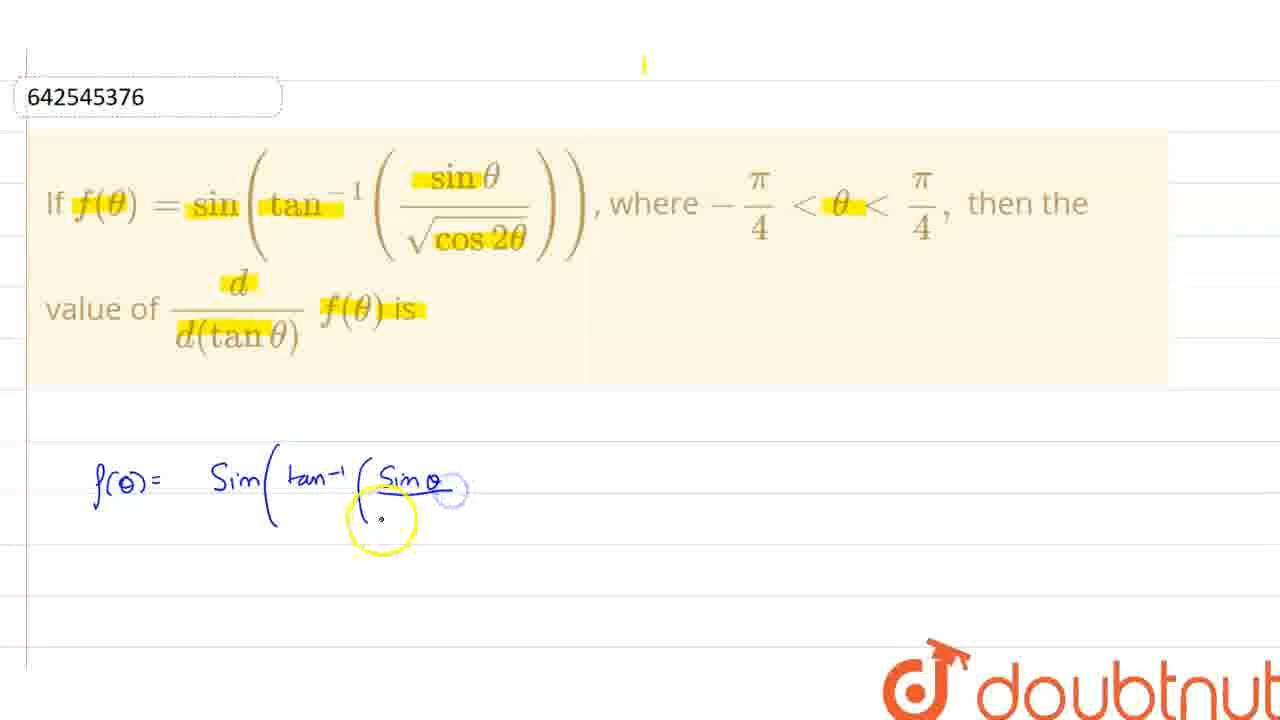 642545376
If f(θ) = sin(tan⁻¹(sin θ / √cos 2θ)), where −π/4 < θ < π/4, then the
value of d/d(tan θ) f(θ) is
f(θ) = Sin(tan⁻¹(Sin θ
doubtnut